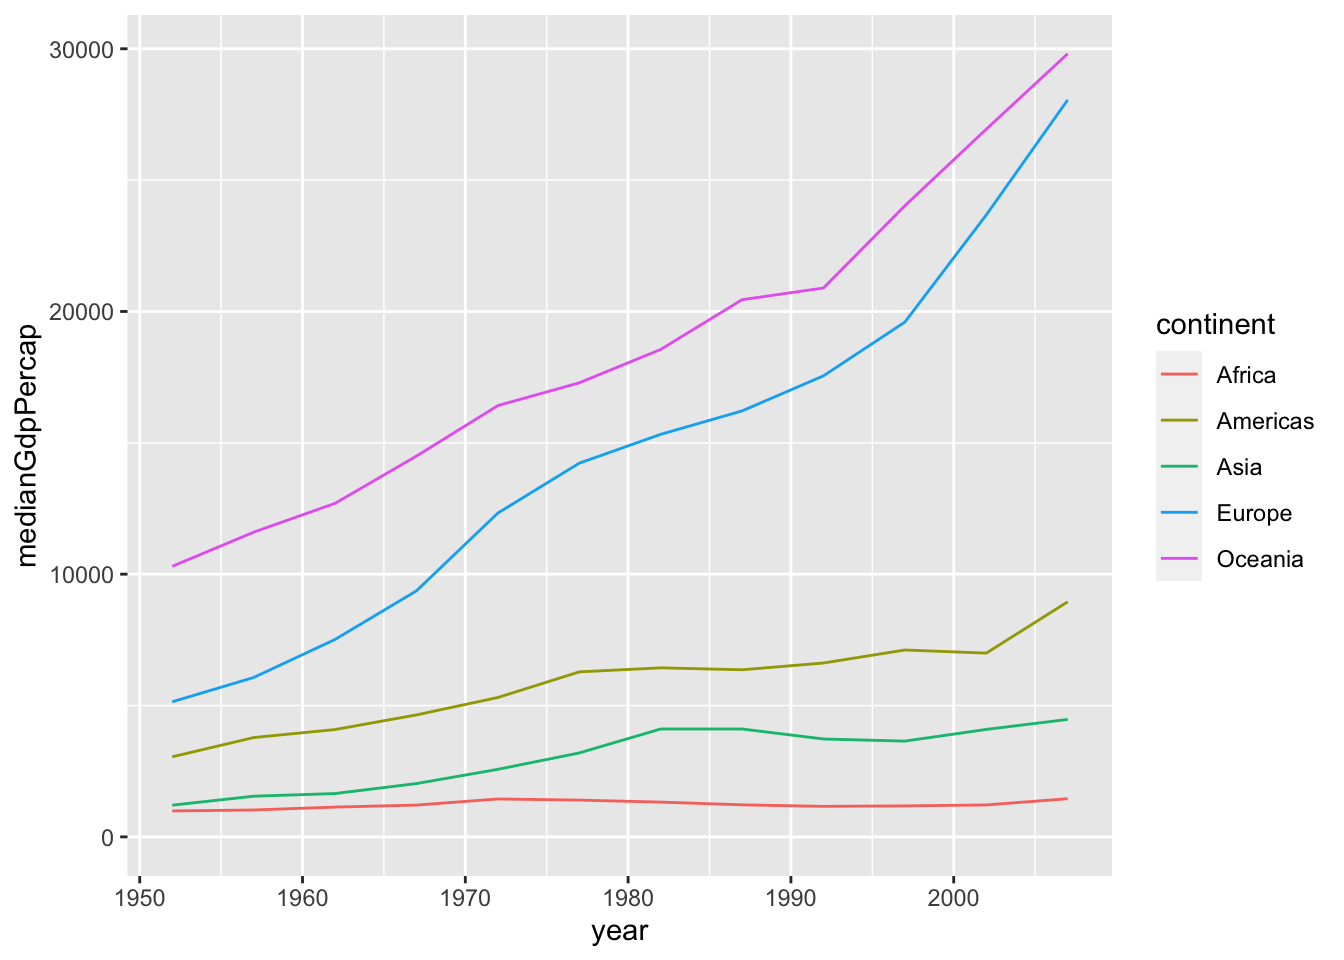 30000
20000
10000
0
medianGdpPercap
1950 1960 1970 1980 1990 2000
year
continent
Africa
Americas
Asia
Europe
Oceania